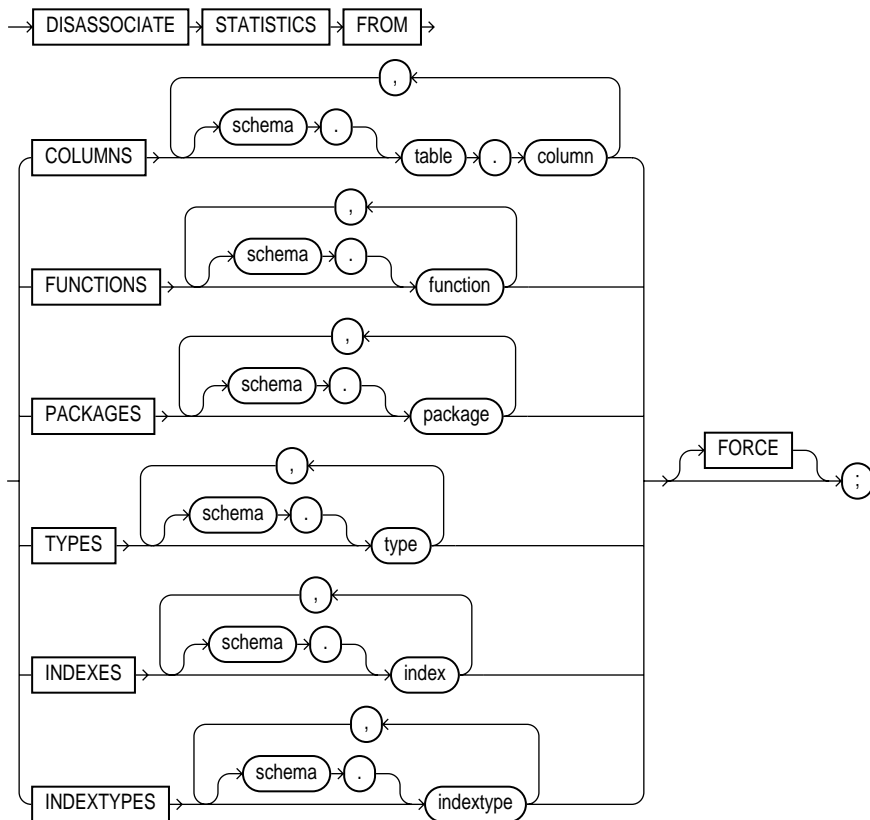 DISASSOCIATE STATISTICS FROM
,
schema .
COLUMNS table . column
,
schema .
FUNCTIONS function
,
schema .
PACKAGES package
FORCE
;
,
schema .
TYPES type
,
schema .
INDEXES index
,
schema .
INDEXTYPES indextype